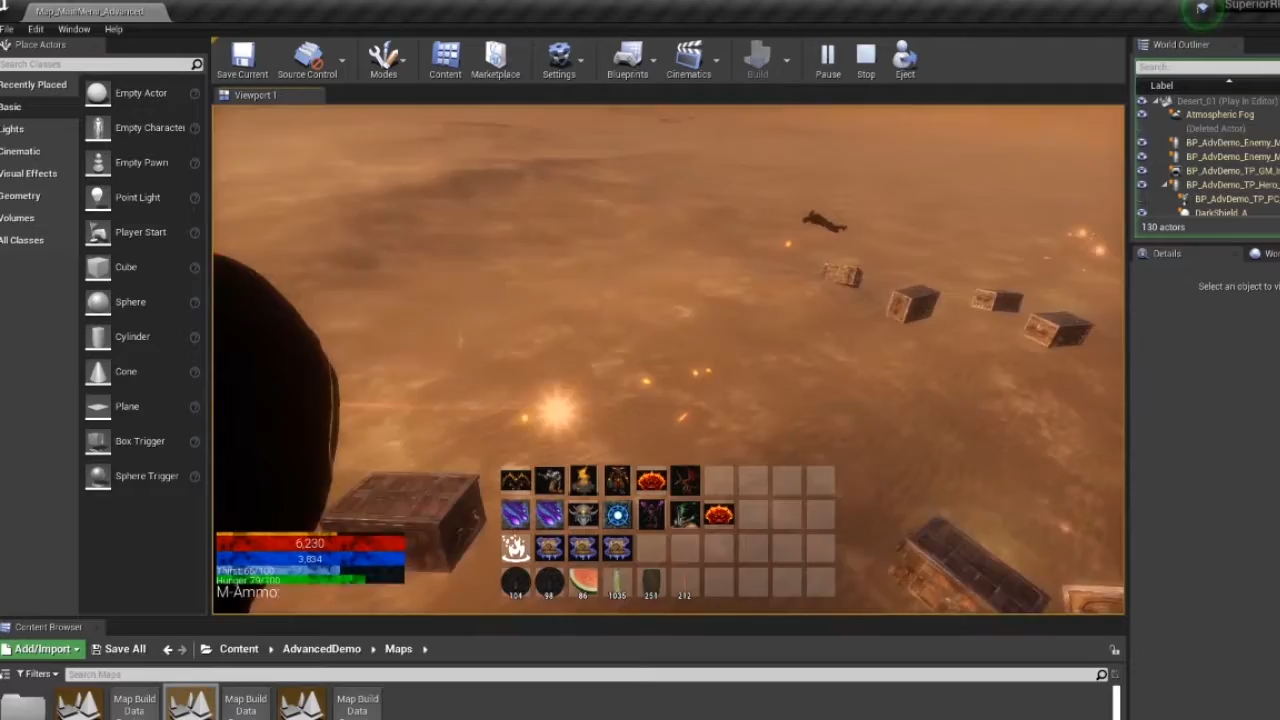 Map_MainMenu_Advanced
SuperiorRi
File Edit Window Help
Place Actors
Search Classes
Recently Placed
Basic
Lights
Cinematic
Visual Effects
Geometry
Volumes
All Classes
Empty Actor
Empty Character
Empty Pawn
Point Light
Player Start
Cube
Sphere
Cylinder
Cone
Plane
Box Trigger
Sphere Trigger
Save Current
Source Control
Modes
Content
Marketplace
Settings
Blueprints
Cinematics
Build
Pause
Stop
Eject
Viewport 1
6,230
3,834
Hunger 79/100
M-Ammo:
104 98 86 1035 251 212
World Outliner
Search...
Label
Desert_01 (Play In Editor)
Atmospheric Fog
(Deleted Actor)
BP_AdvDemo_Enemy_M
BP_AdvDemo_Enemy_M
BP_AdvDemo_TP_GM_I
BP_AdvDemo_TP_Hero_
BP_AdvDemo_TP_PC
DarkShield_A
130 actors
Details
Wo
Select an object to vi
Content Browser
Add/Import
Save All
Content
AdvancedDemo
Maps
Filters
Search Maps
Map Build Data
Map Build Data
Map Build Data